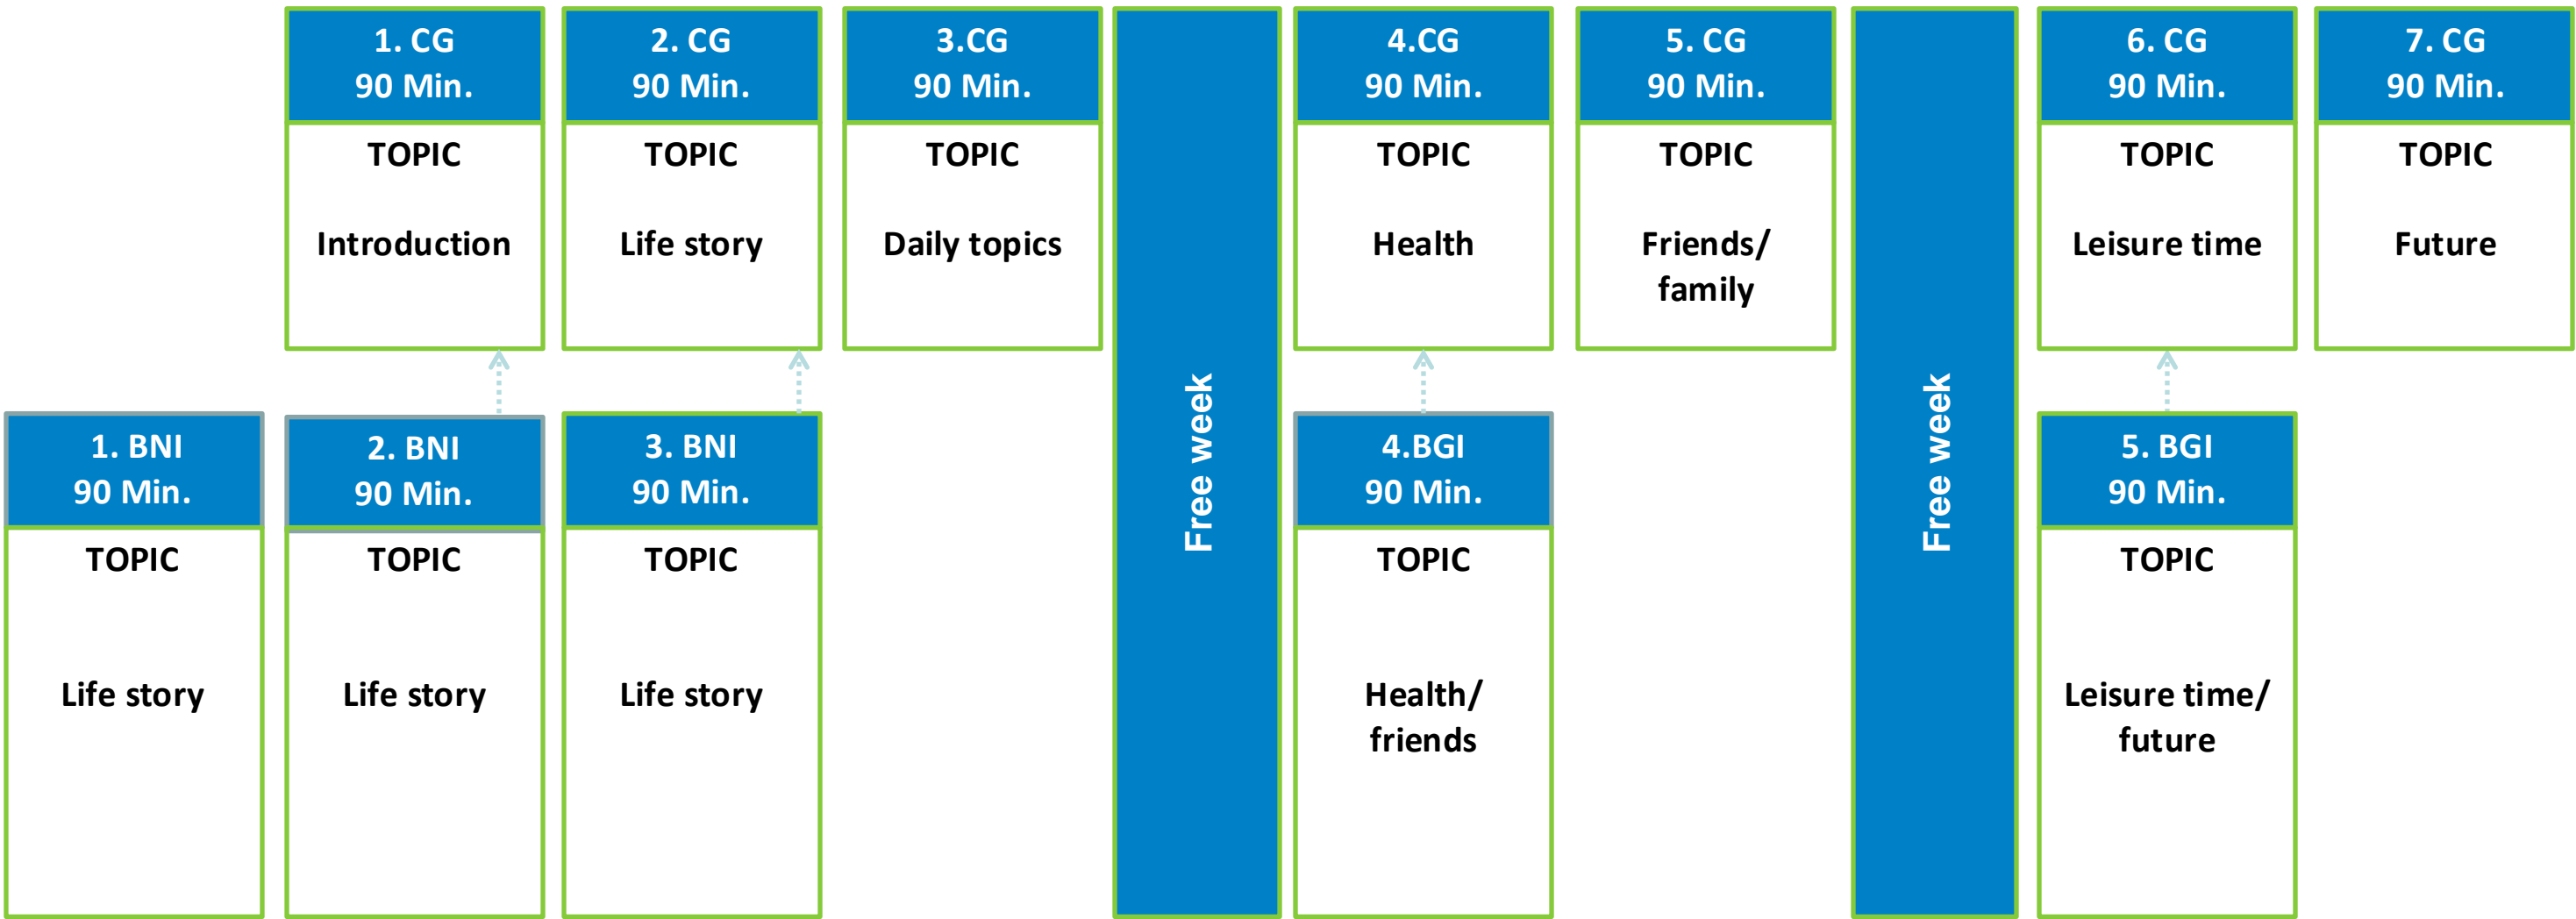 1. CG
90 Min.
TOPIC
Introduction
2. CG
90 Min.
TOPIC
Life story
3.CG
90 Min.
TOPIC
Daily topics
Free week
4.CG
90 Min.
TOPIC
Health
5. CG
90 Min.
TOPIC
Friends/
family
Free week
6. CG
90 Min.
TOPIC
Leisure time
7. CG
90 Min.
TOPIC
Future
1. BNI
90 Min.
TOPIC
Life story
2. BNI
90 Min.
TOPIC
Life story
3. BNI
90 Min.
TOPIC
Life story
4.BGI
90 Min.
TOPIC
Health/
friends
5. BGI
90 Min.
TOPIC
Leisure time/
future